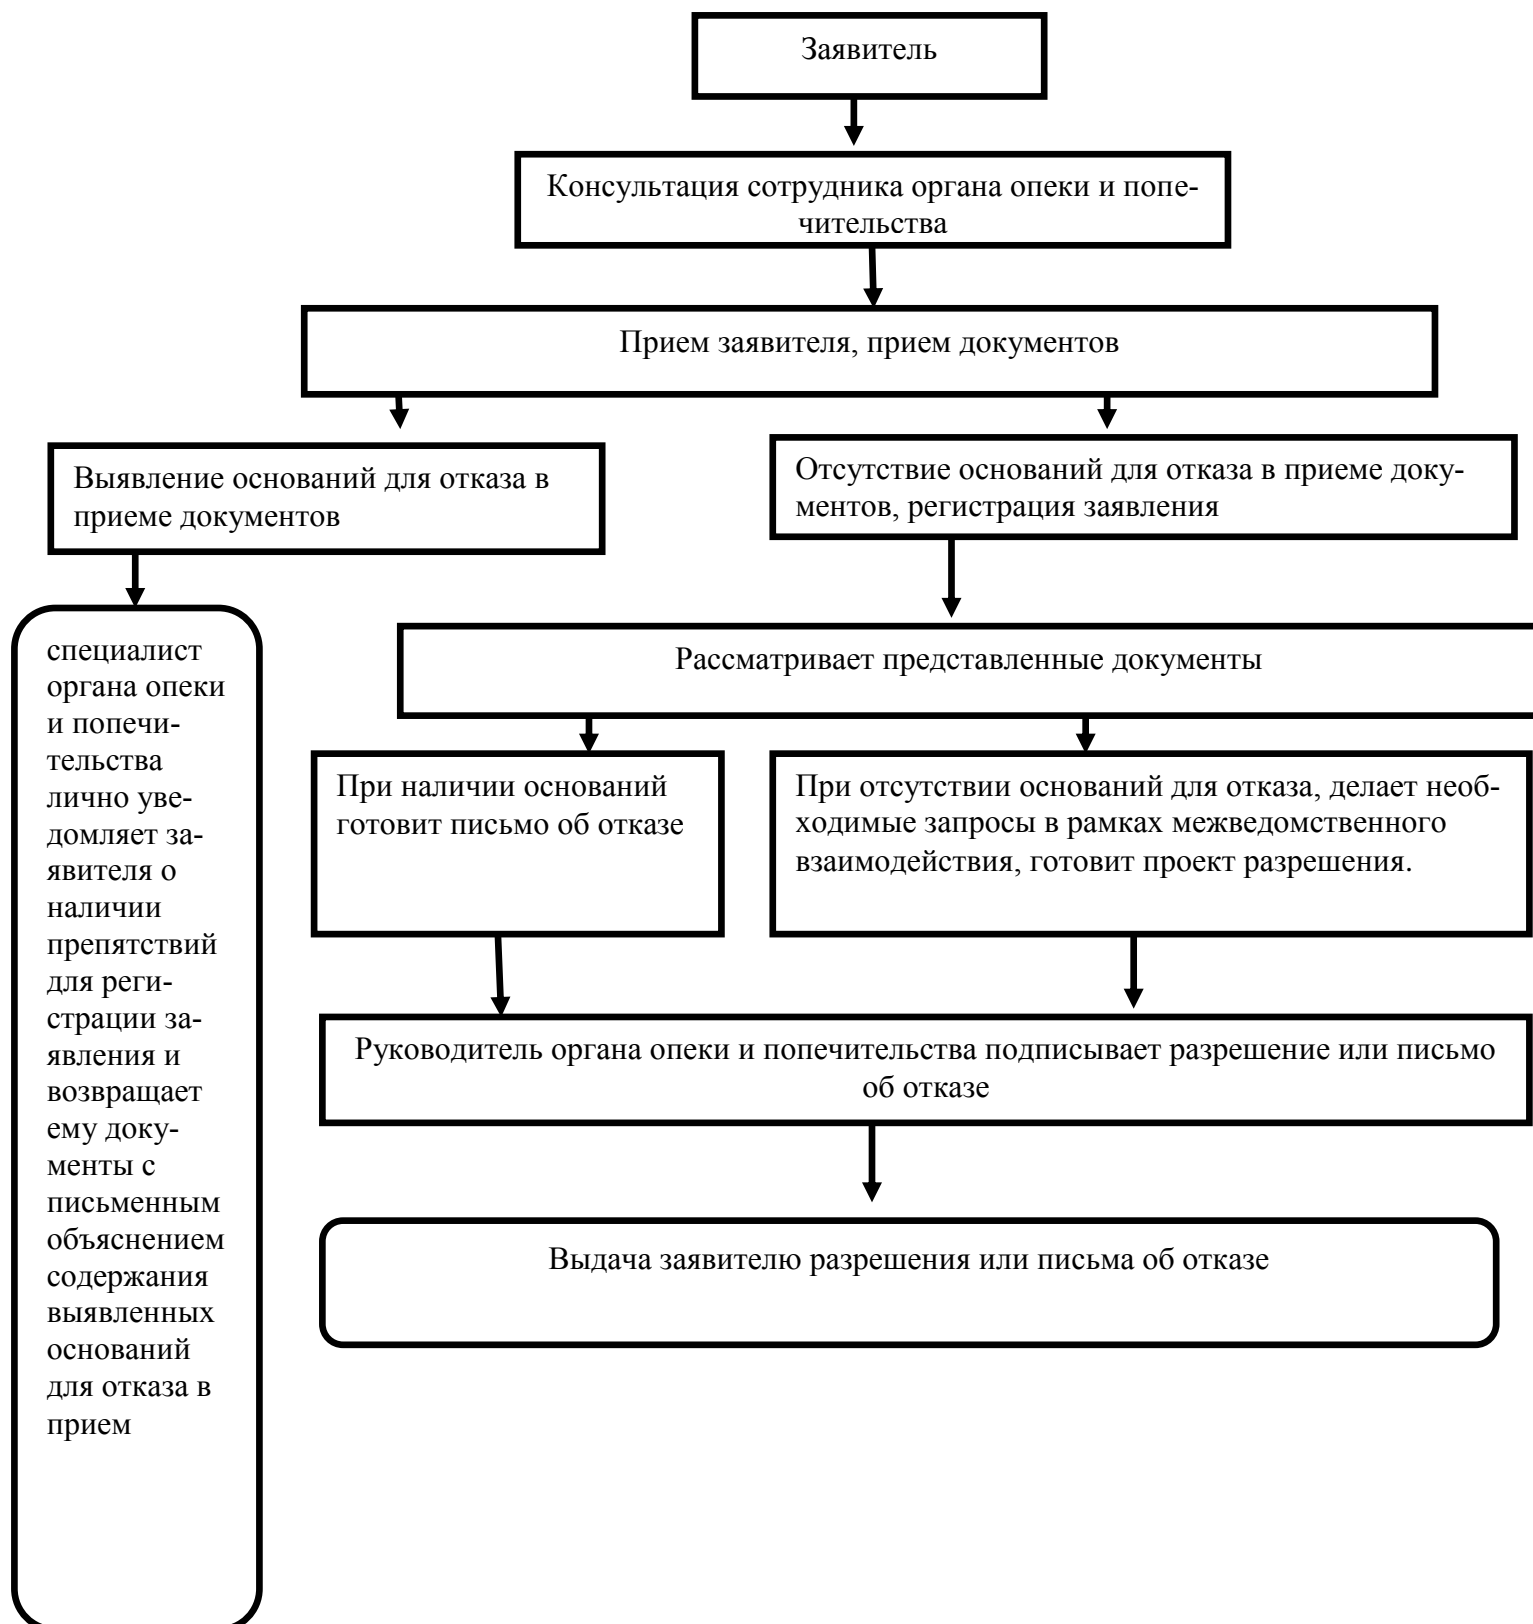 Заявитель
Консультация сотрудника органа опеки и попе-
чительства
Прием заявителя, прием документов
Выявление оснований для отказа в
приеме документов
Отсутствие оснований для отказа в приеме доку-
ментов, регистрация заявления
специалист
органа опеки
и попечи-
тельства
лично уве-
домляет за-
явителя о
наличии
препятствий
для реги-
страции за-
явления и
возвращает
ему доку-
менты с
письменным
объяснением
содержания
выявленных
оснований
для отказа в
прием
Рассматривает представленные документы
При наличии оснований
готовит письмо об отказе
При отсутствии оснований для отказа, делает необ-
ходимые запросы в рамках межведомственного
взаимодействия, готовит проект разрешения.
Руководитель органа опеки и попечительства подписывает разрешение или письмо
об отказе
Выдача заявителю разрешения или письма об отказе